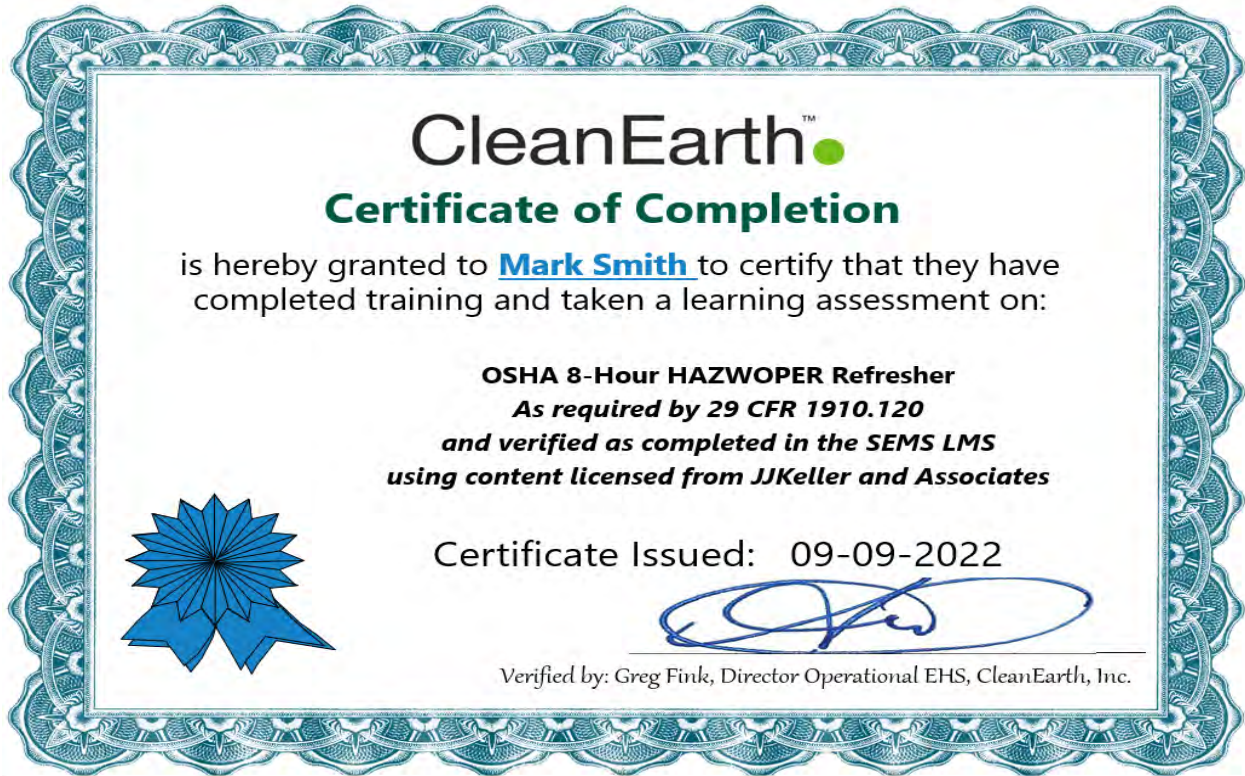 CleanEarth™
Certificate of Completion
is hereby granted to Mark Smith to certify that they have
completed training and taken a learning assessment on:
OSHA 8-Hour HAZWOPER Refresher
As required by 29 CFR 1910.120
and verified as completed in the SEMS LMS
using content licensed from JJKeller and Associates
Certificate Issued: 09-09-2022
Verified by: Greg Fink, Director Operational EHS, CleanEarth, Inc.